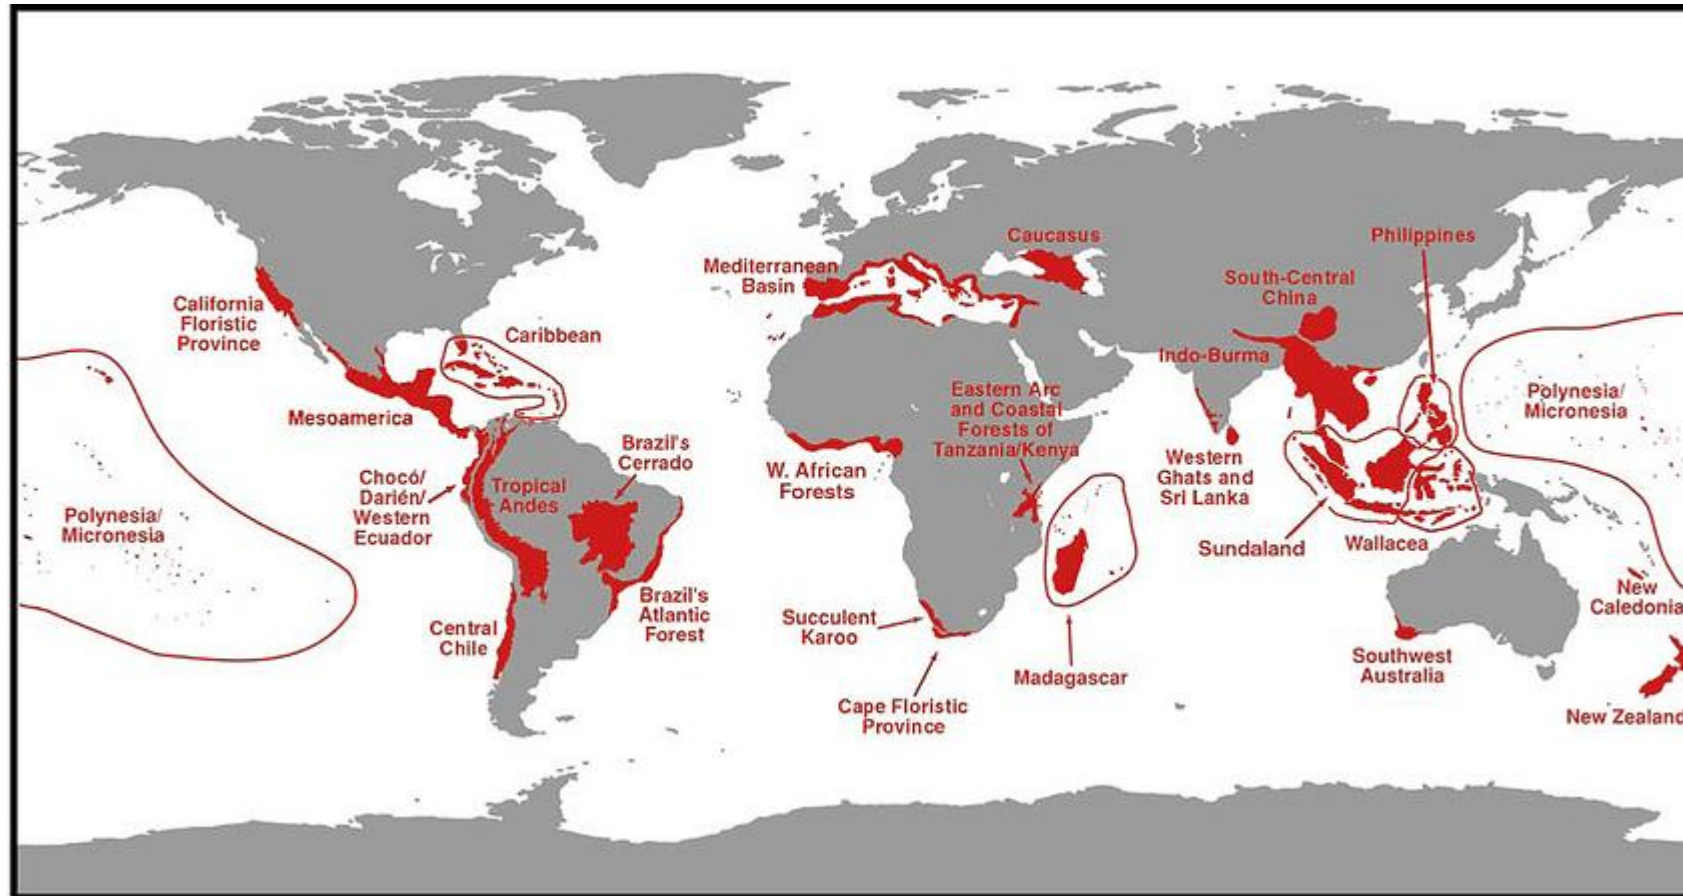 California
Floristic
Province
Caribbean
Mesoamerica
Polynesia/
Micronesia
Chocó/
Darién/
Western
Ecuador
Tropical
Andes
Brazil's
Cerrado
Brazil's
Atlantic
Forest
Central
Chile
Mediterranean
Basin
Caucasus
W. African
Forests
Eastern Arc
and Coastal
Forests of
Tanzania/Kenya
Succulent
Karoo
Cape Floristic
Province
Madagascar
South-Central
China
Philippines
Indo-Burma
Western
Ghats and
Sri Lanka
Sundaland
Wallacea
Polynesia/
Micronesia
Southwest
Australia
New
Caledonia
New Zealand